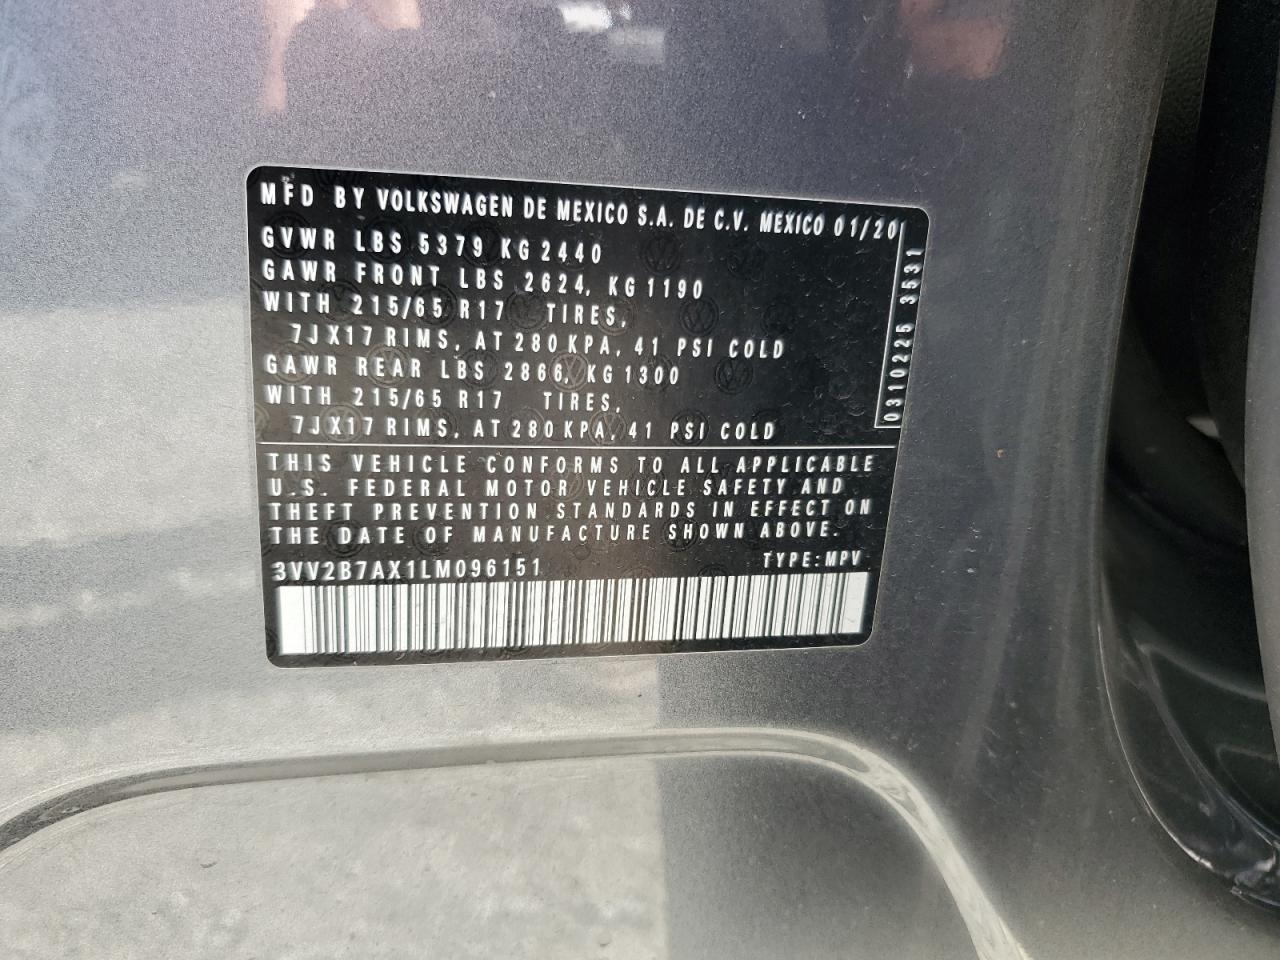 MFD BY VOLKSWAGEN DE MEXICO S.A. DE C.V. MEXICO 01/20
GVWR LBS 5379 KG 2440
GAWR FRONT LBS 2624, KG 1190
WITH 215/65 R17 TIRES,
7JX17 RIMS, AT 280 KPA, 41 PSI COLD
GAWR REAR LBS 2866, KG 1300
WITH 215/65 R17 TIRES,
7JX17 RIMS, AT 280 KPA, 41 PSI COLD
0310226 3531
THIS VEHICLE CONFORMS TO ALL APPLICABLE
U.S. FEDERAL MOTOR VEHICLE SAFETY AND
THEFT PREVENTION STANDARDS IN EFFECT ON
THE DATE OF MANUFACTURE SHOWN ABOVE.
3VV2B7AX1LM096151 TYPE: MPV